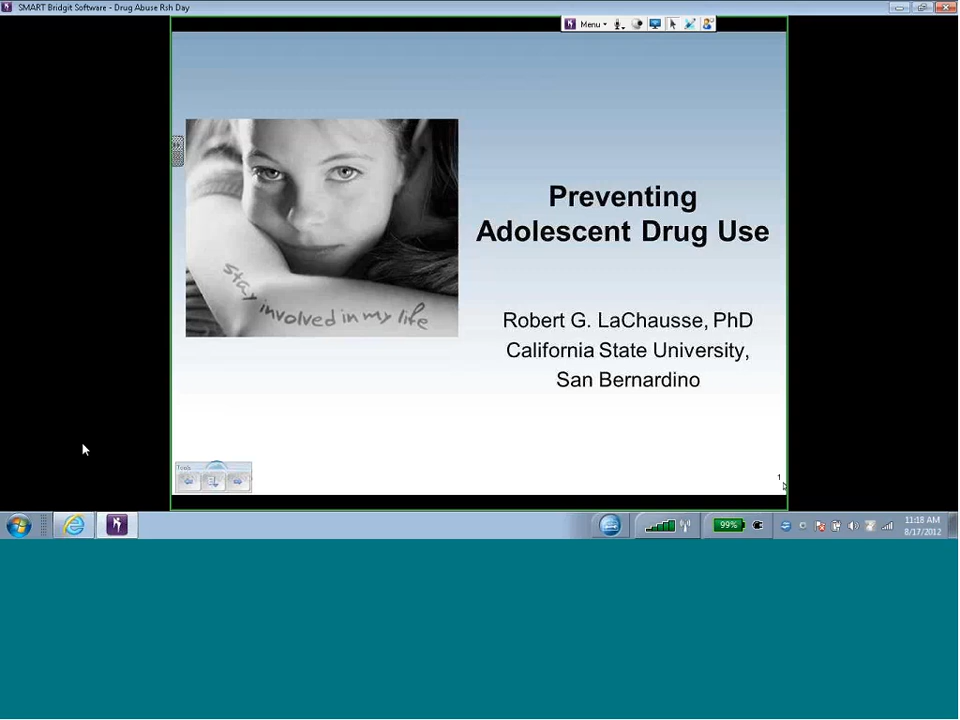 SMART Bridgit Software - Drug Abuse Rsh Day
Menu
Preventing
Adolescent Drug Use
stay involved in my life
Robert G. LaChausse, PhD
California State University,
San Bernardino
Tools
1
99%
11:18 AM
8/17/2012